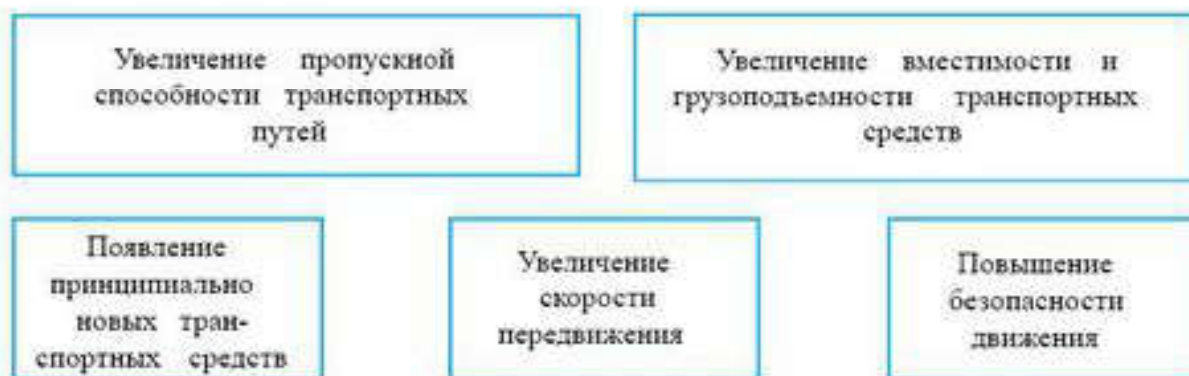 Увеличение пропускной
способности транспортных
путей
Увеличение вместимости и
грузоподъемности транспортных
средств
Появление
принципиально
новых тран-
спортных средств
Увеличение
скорости
передвижения
Повышение
безопасности
движения